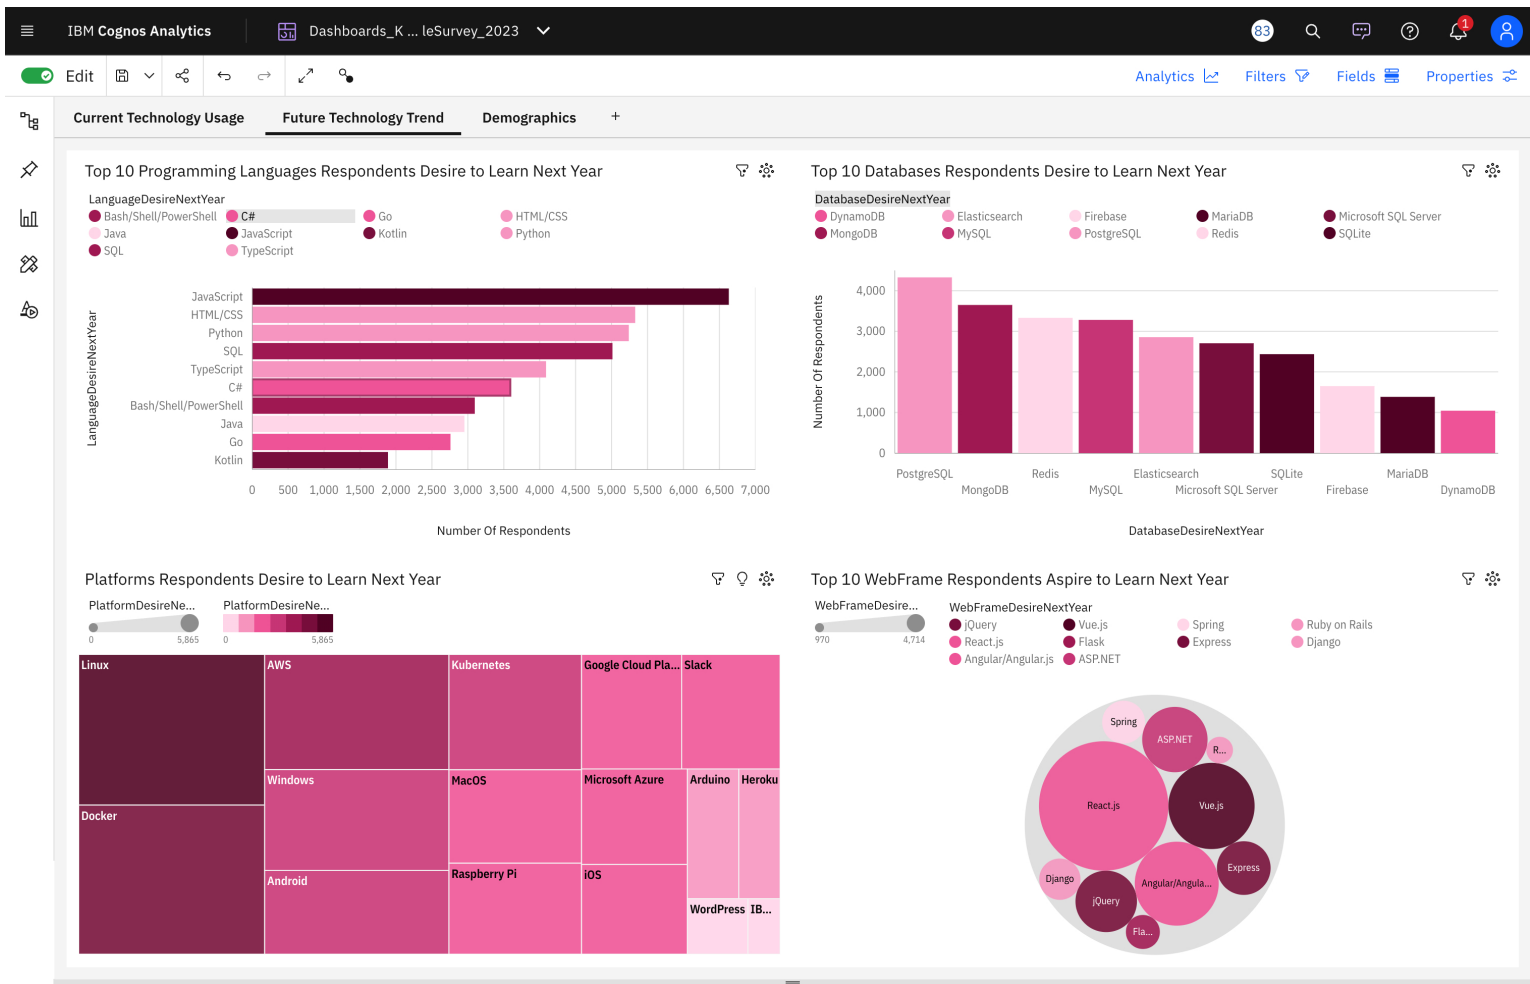 IBM Cognos Analytics
Dashboards_K ... leSurvey_2023
83
1
Edit
Analytics
Filters
Fields
Properties
Current Technology Usage
Future Technology Trend
Demographics
+
Top 10 Programming Languages Respondents Desire to Learn Next Year
LanguageDesireNextYear
Bash/Shell/PowerShell
C#
Go
HTML/CSS
Java
JavaScript
Kotlin
Python
SQL
TypeScript
LanguageDesireNextYear
JavaScript
HTML/CSS
Python
SQL
TypeScript
C#
Bash/Shell/PowerShell
Java
Go
Kotlin
0 500 1,000 1,500 2,000 2,500 3,000 3,500 4,000 4,500 5,000 5,500 6,000 6,500 7,000
Number Of Respondents
Top 10 Databases Respondents Desire to Learn Next Year
DatabaseDesireNextYear
DynamoDB
Elasticsearch
Firebase
MariaDB
Microsoft SQL Server
MongoDB
MySQL
PostgreSQL
Redis
SQLite
Number Of Respondents
4,000
3,000
2,000
1,000
0
PostgreSQL
MongoDB
Redis
MySQL
Elasticsearch
Microsoft SQL Server
SQLite
Firebase
MariaDB
DynamoDB
DatabaseDesireNextYear
Platforms Respondents Desire to Learn Next Year
PlatformDesireNe...
0 5,865
PlatformDesireNe...
0 5,865
Linux
AWS
Kubernetes
Google Cloud Pla...
Slack
Windows
MacOS
Microsoft Azure
Arduino
Heroku
Docker
Android
Raspberry Pi
iOS
WordPress
IB...
Top 10 WebFrame Respondents Aspire to Learn Next Year
WebFrameDesire...
970 4,714
WebFrameDesireNextYear
jQuery
Vue.js
Spring
Ruby on Rails
React.js
Flask
Express
Django
Angular/Angular.js
ASP.NET
Spring
ASP.NET
R...
React.js
Vue.js
Django
jQuery
Angular/Angula...
Express
Fla...